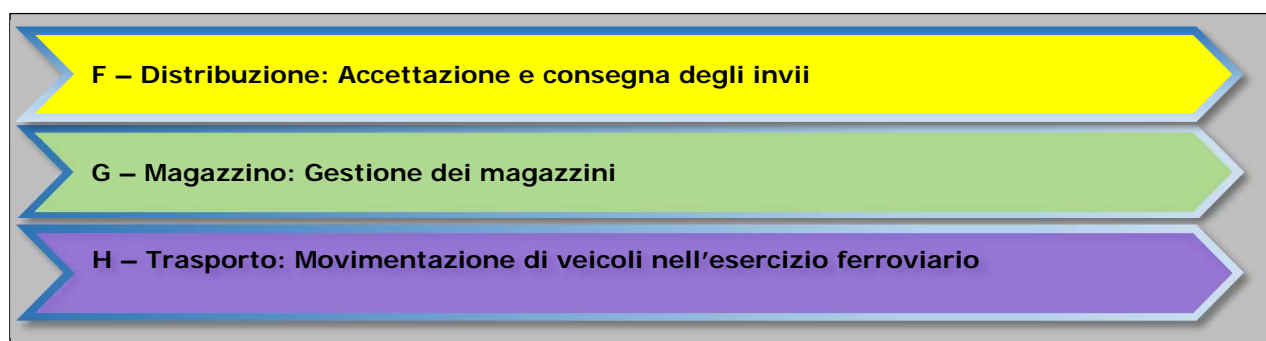 F – Distribuzione: Accettazione e consegna degli invii
G – Magazzino: Gestione dei magazzini
H – Trasporto: Movimentazione di veicoli nell’esercizio ferroviario